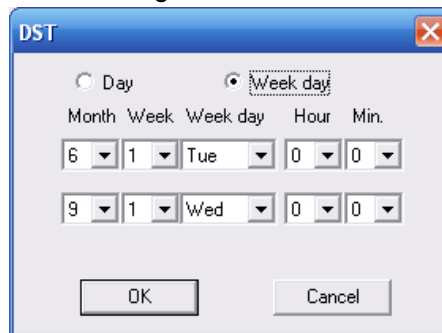 DST
Day Week day
Month Week Week day Hour Min.
6 1 Tue 0 0
9 1 Wed 0 0
OK Cancel